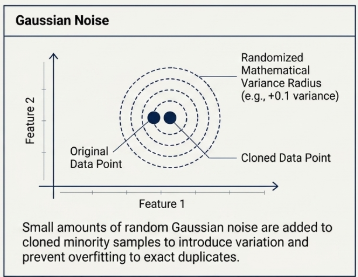 Gaussian Noise
Randomized
Mathematical
Variance Radius
(e.g., +0.1 variance)
Feature 2
Original
Data Point
Cloned Data Point
Feature 1
Small amounts of random Gaussian noise are added to
cloned minority samples to introduce variation and
prevent overfitting to exact duplicates.